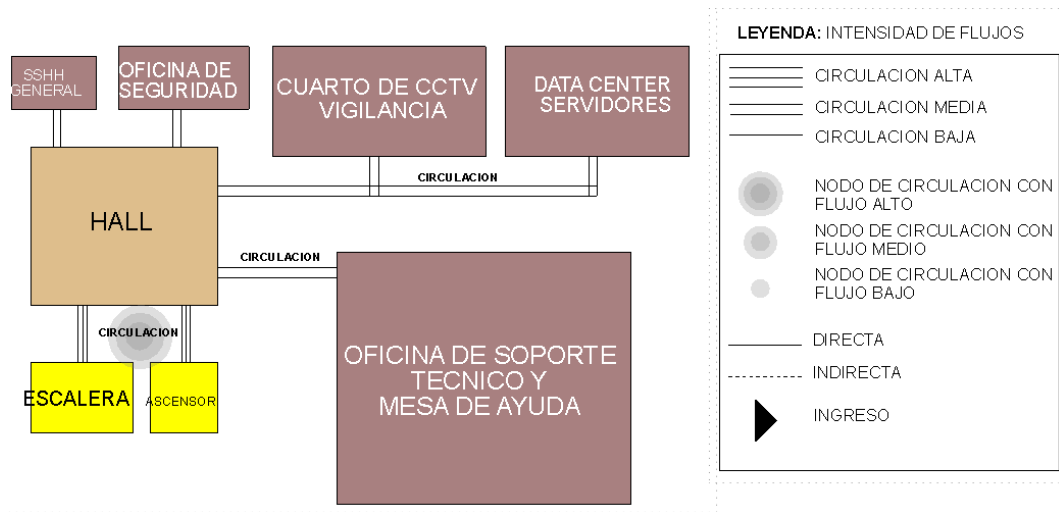 SSHH
GENERAL
OFICINA DE
SEGURIDAD
CUARTO DE CCTV
VIGILANCIA
DATA CENTER
SERVIDORES
CIRCULACION
HALL
CIRCULACION
CIRCULACION
ESCALERA
ASCENSOR
OFICINA DE SOPORTE
TECNICO Y
MESA DE AYUDA
LEYENDA: INTENSIDAD DE FLUJOS
CIRCULACION ALTA
CIRCULACION MEDIA
CIRCULACION BAJA
NODO DE CIRCULACION CON
FLUJO ALTO
NODO DE CIRCULACION CON
FLUJO MEDIO
NODO DE CIRCULACION CON
FLUJO BAJO
DIRECTA
INDIRECTA
INGRESO